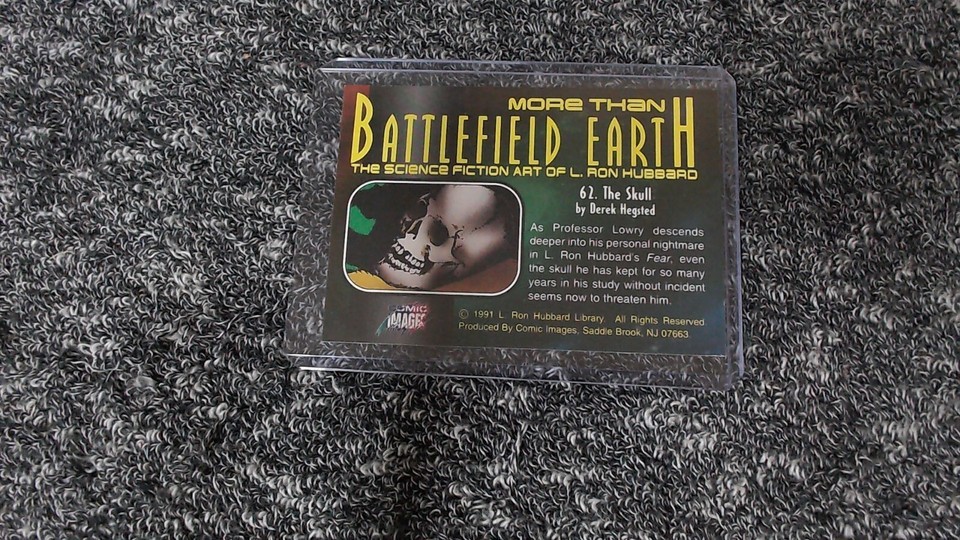 MORE THAN
BATTLEFIELD EARTH
THE SCIENCE FICTION ART OF L. RON HUBBARD
62. The Skull
by Derek Hegsted
As Professor Lowry descends
deeper into his personal nightmare
in L. Ron Hubbard's Fear, even
the skull he has kept for so many
years in his study without incident
seems now to threaten him.
COMIC
IMAGES
© 1991 L. Ron Hubbard Library. All Rights Reserved
Produced By Comic Images, Saddle Brook, NJ 07663